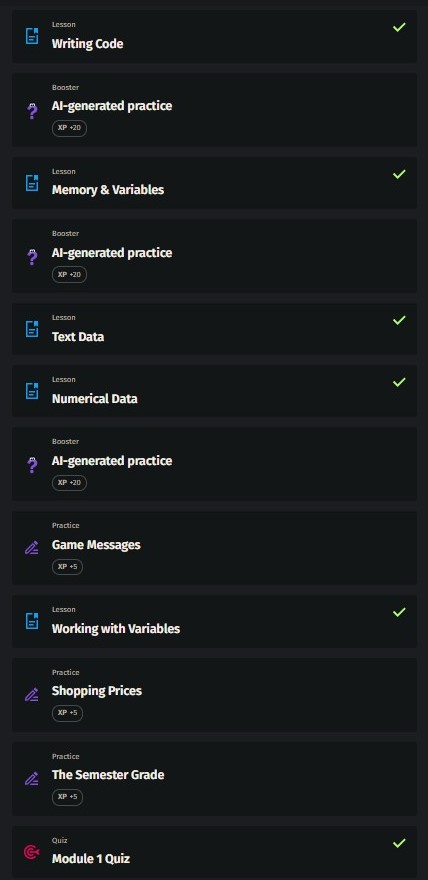 Lesson
Writing Code
Booster
AI-generated practice
XP +20
Lesson
Memory & Variables
Booster
AI-generated practice
XP +20
Lesson
Text Data
Lesson
Numerical Data
Booster
AI-generated practice
XP +20
Practice
Game Messages
XP +5
Lesson
Working with Variables
Practice
Shopping Prices
XP +5
Practice
The Semester Grade
XP +5
Quiz
Module 1 Quiz